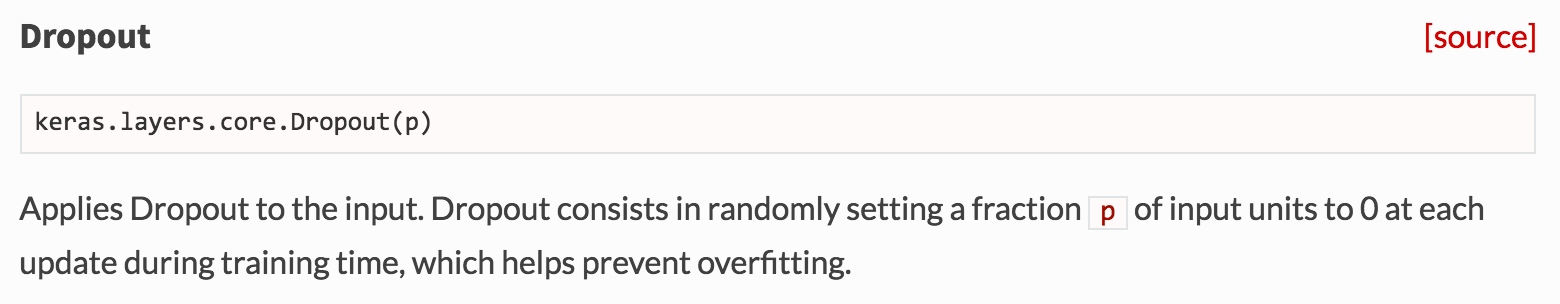 Dropout [source]
keras.layers.core.Dropout(p)
Applies Dropout to the input. Dropout consists in randomly setting a fraction p of input units to 0 at each
update during training time, which helps prevent overfitting.